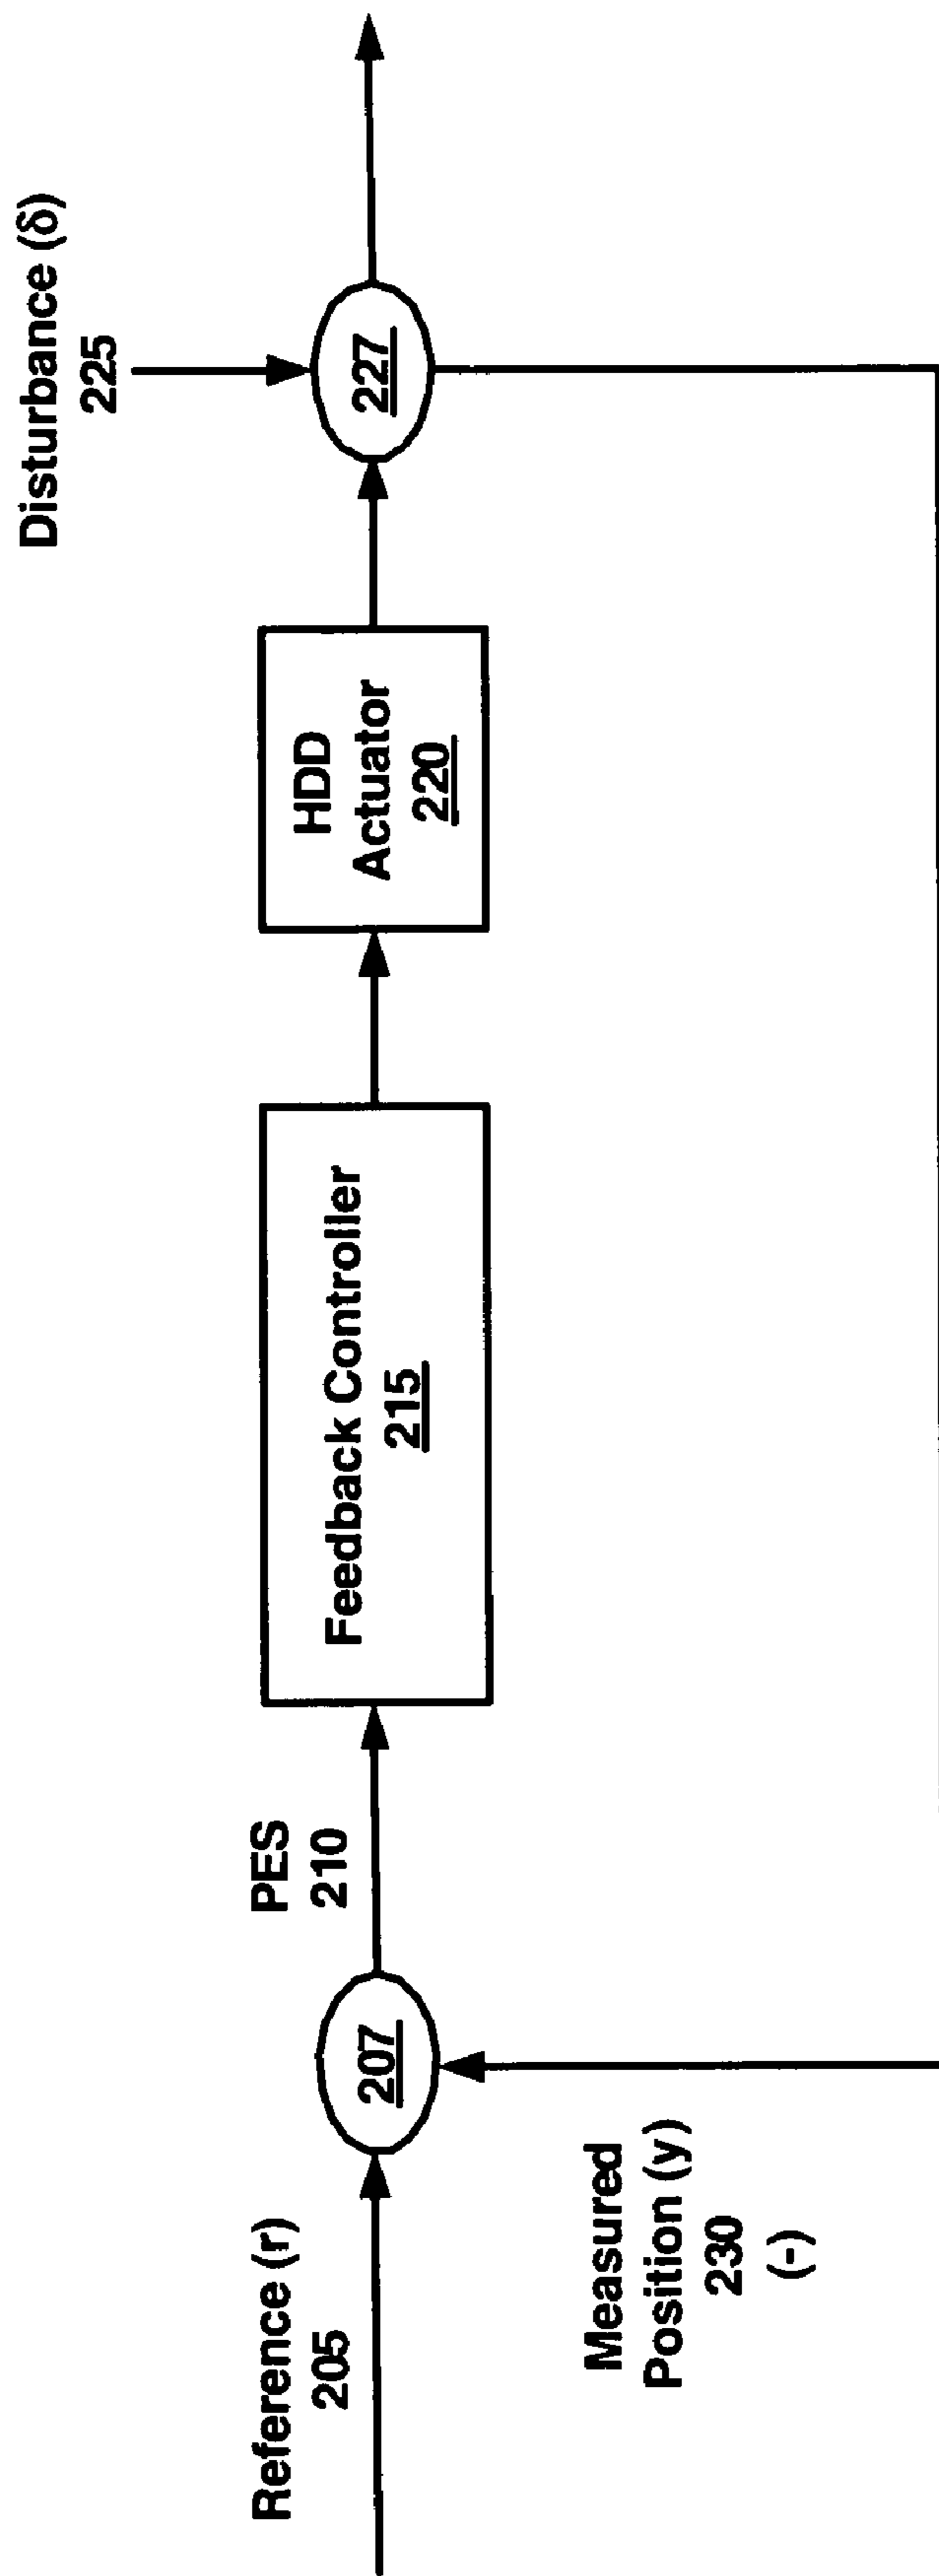 Reference (r)
205
207
Measured
Position (y)
230
(-)
PES
210
Feedback Controller
215
HDD
Actuator
220
Disturbance (δ)
225
227